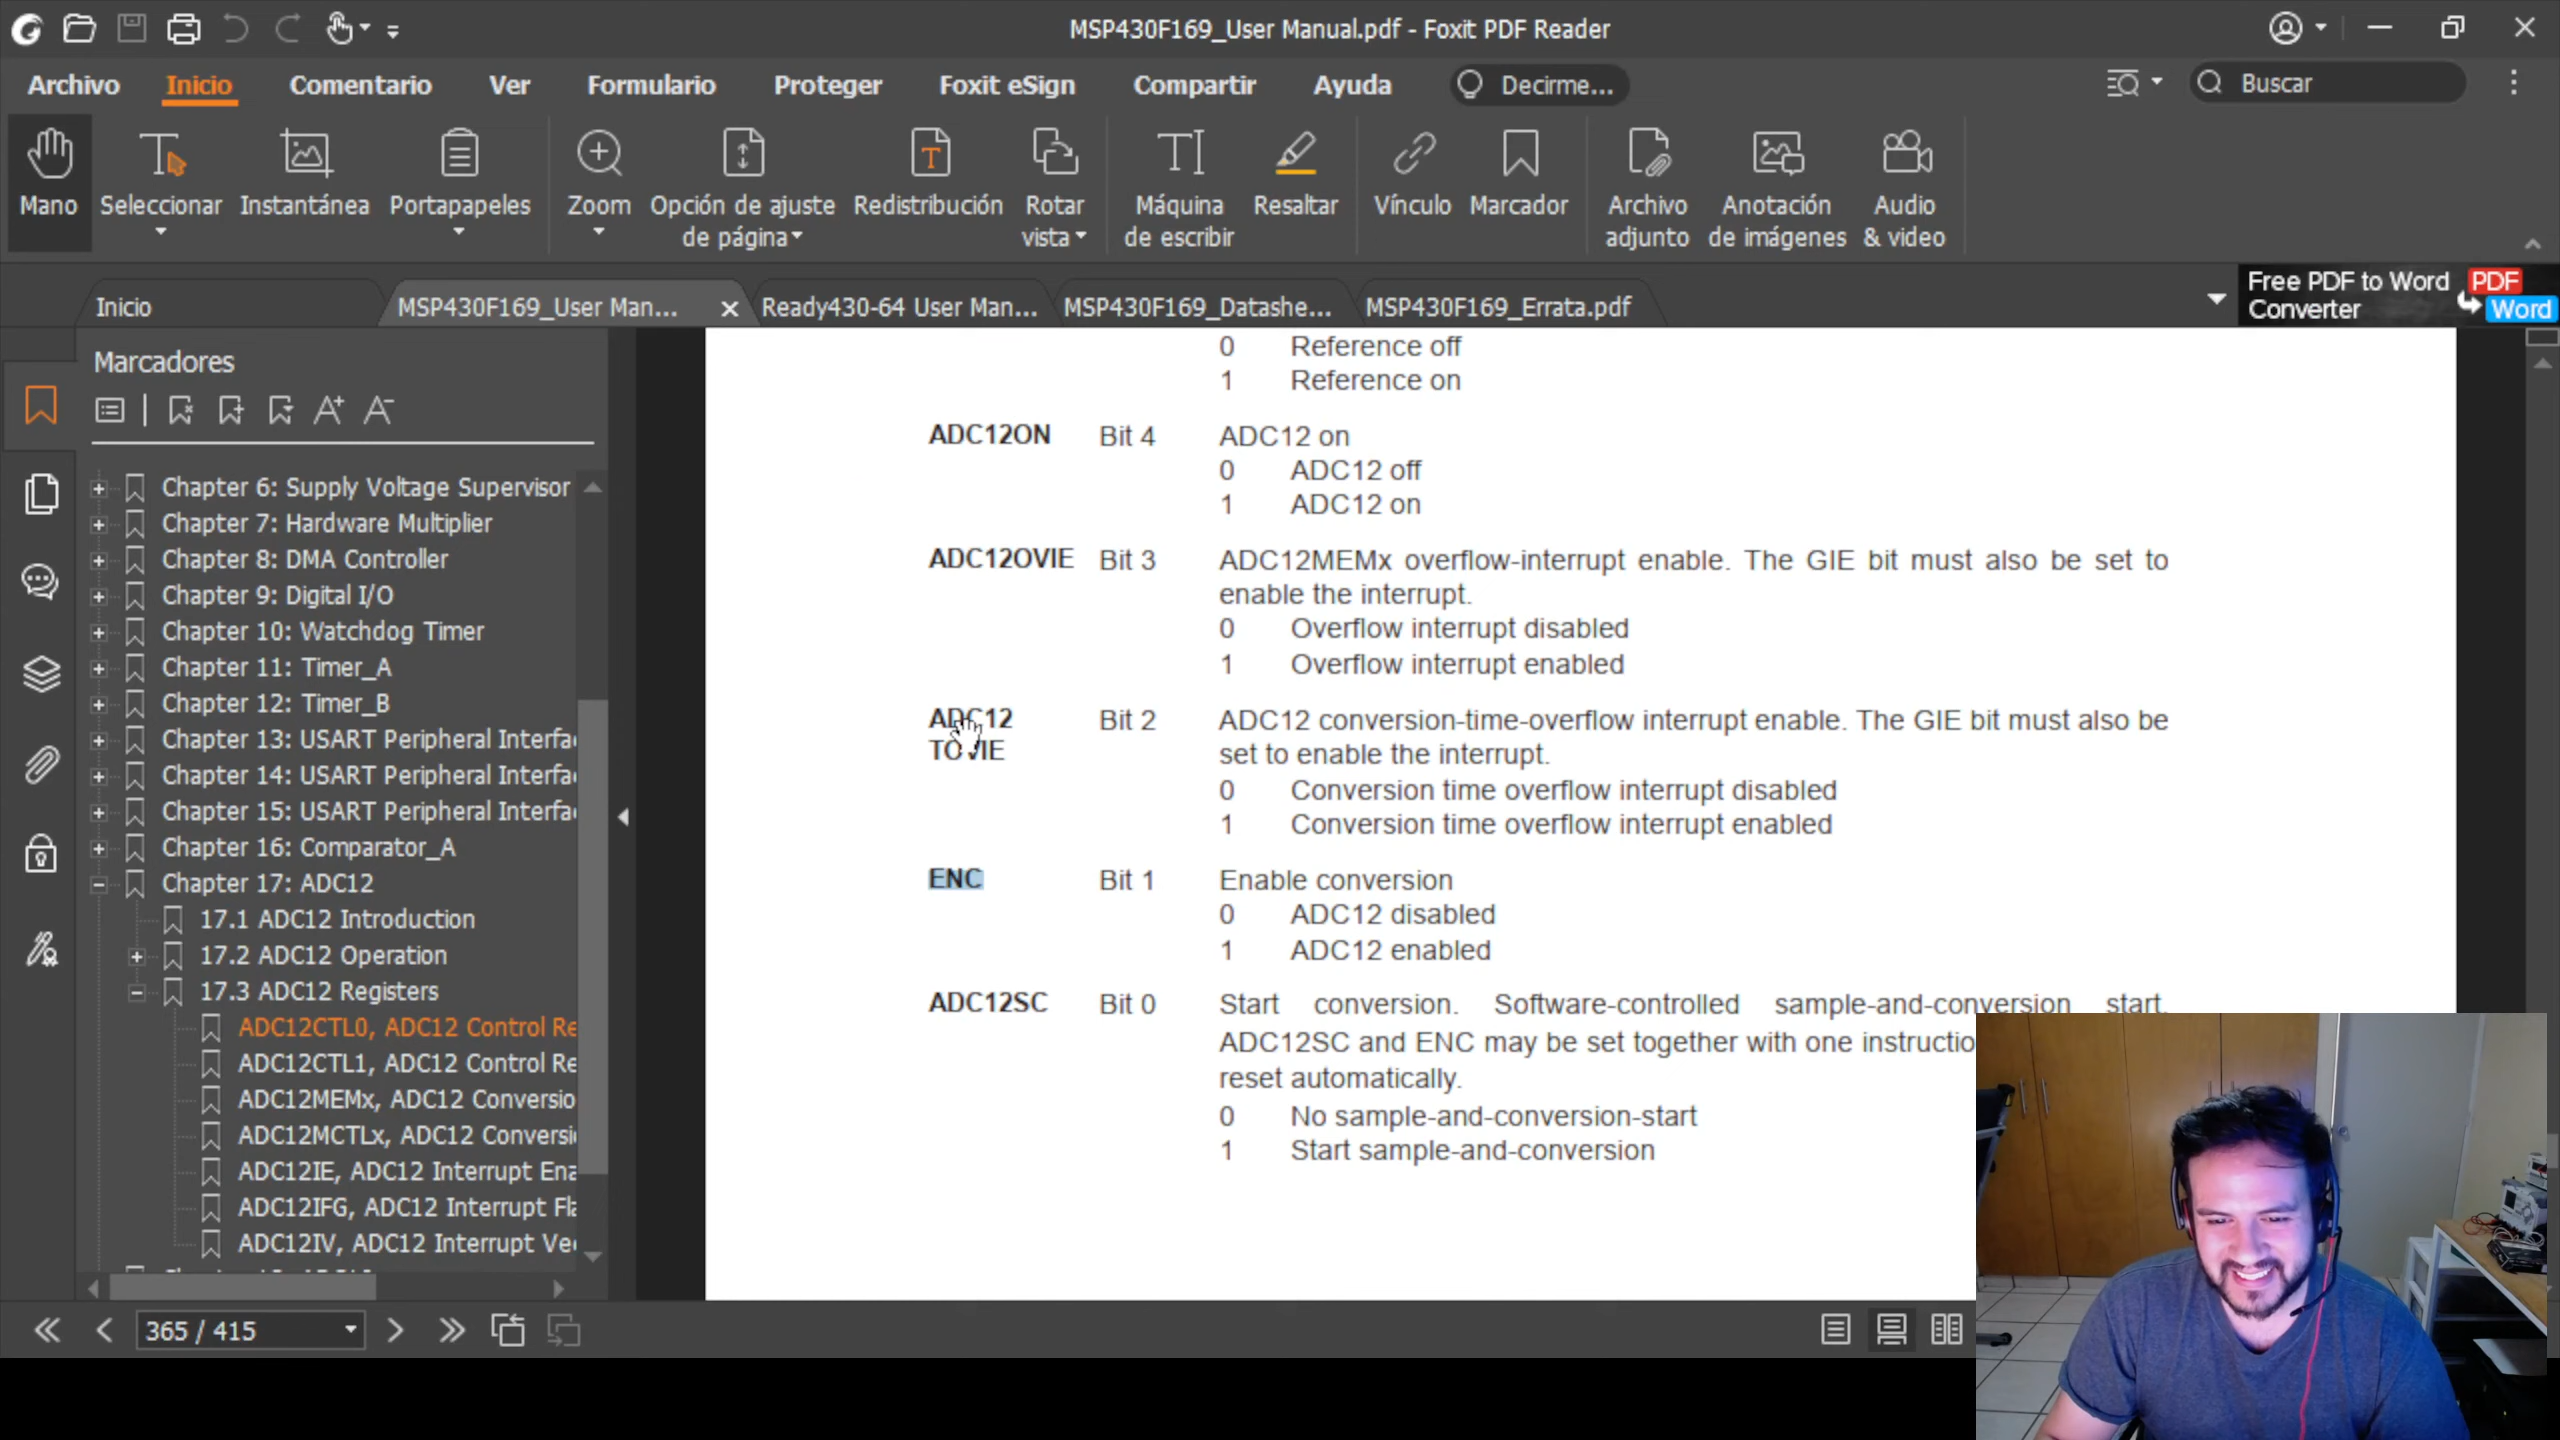 MSP430F169_User Manual.pdf - Foxit PDF Reader
Archivo Inicio Comentario Ver Formulario Proteger Foxit eSign Compartir Ayuda Decirme... Buscar
Mano Seleccionar Instantánea Portapapeles Zoom Opción de ajuste de página Redistribución Rotar vista Máquina de escribir Resaltar Vínculo Marcador Archivo adjunto Anotación de imágenes Audio & video
Inicio MSP430F169_User Man... Ready430-64 User Man... MSP430F169_Datashe... MSP430F169_Errata.pdf
Free PDF to Word Converter PDF Word
Marcadores
Chapter 6: Supply Voltage Supervisor
Chapter 7: Hardware Multiplier
Chapter 8: DMA Controller
Chapter 9: Digital I/O
Chapter 10: Watchdog Timer
Chapter 11: Timer_A
Chapter 12: Timer_B
Chapter 13: USART Peripheral Interfa
Chapter 14: USART Peripheral Interfa
Chapter 15: USART Peripheral Interfa
Chapter 16: Comparator_A
Chapter 17: ADC12
17.1 ADC12 Introduction
17.2 ADC12 Operation
17.3 ADC12 Registers
ADC12CTL0, ADC12 Control Re
ADC12CTL1, ADC12 Control Re
ADC12MEMx, ADC12 Conversio
ADC12MCTLx, ADC12 Conversi
ADC12IE, ADC12 Interrupt Ena
ADC12IFG, ADC12 Interrupt Fla
ADC12IV, ADC12 Interrupt Ve
0 Reference off
1 Reference on
ADC12ON Bit 4 ADC12 on
0 ADC12 off
1 ADC12 on
ADC12OVIE Bit 3 ADC12MEMx overflow-interrupt enable. The GIE bit must also be set to
enable the interrupt.
0 Overflow interrupt disabled
1 Overflow interrupt enabled
ADC12 Bit 2 ADC12 conversion-time-overflow interrupt enable. The GIE bit must also be
TOVIE set to enable the interrupt.
0 Conversion time overflow interrupt disabled
1 Conversion time overflow interrupt enabled
ENC Bit 1 Enable conversion
0 ADC12 disabled
1 ADC12 enabled
ADC12SC Bit 0 Start conversion. Software-controlled sample-and-conversion start.
ADC12SC and ENC may be set together with one instructio
reset automatically.
0 No sample-and-conversion-start
1 Start sample-and-conversion
365 / 415